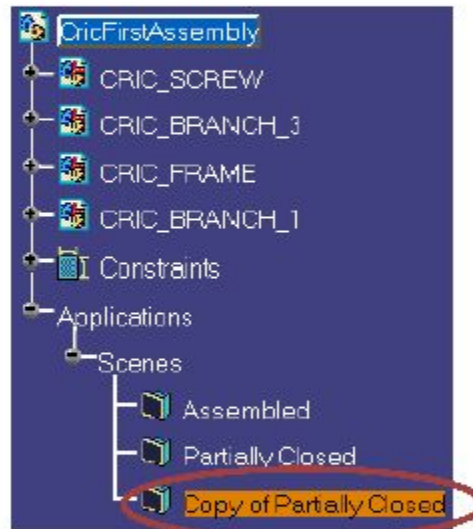 CricFirstAssembly
CRIC_SCREW
CRIC_BRANCH_3
CRIC_FRAME
CRIC_BRANCH_1
Constraints
Applications
Scenes
Assembled
Partially Closed
Copy of Partially Closed